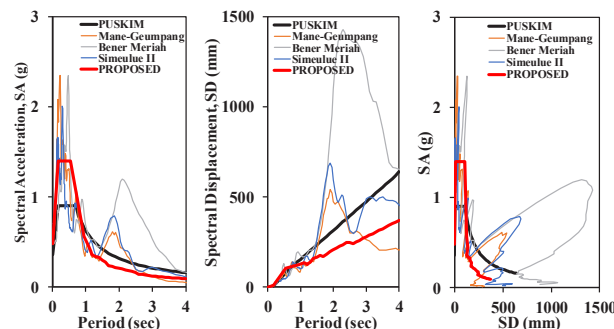 Spectral Acceleration, SA (g)
3
2
1
0
0 1 2 3 4
Period (sec)
PUSKIM
Mane-Geumpang
Bener Meriah
Simeulue II
PROPOSED
Spectral Displacement, SD (mm)
1500
1000
500
0
0 1 2 3 4
Period (sec)
PUSKIM
Mane-Geumpang
Bener Meriah
Simeulue II
PROPOSED
SA (g)
3
2
1
0
0 500 1000 1500
SD (mm)
PUSKIM
Mane-Geumpang
Bener Meriah
Simeulue II
PROPOSED